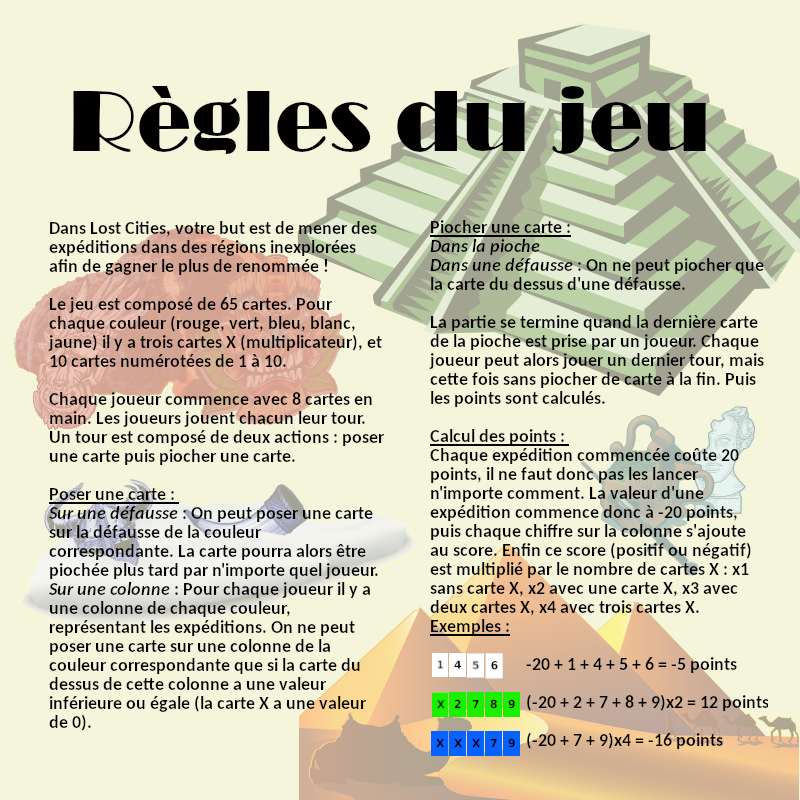 Règles du jeu
Dans Lost Cities, votre but est de mener des
expéditions dans des régions inexplorées
afin de gagner le plus de renommée !
Le jeu est composé de 65 cartes. Pour
chaque couleur (rouge, vert, bleu, blanc,
jaune) il y a trois cartes X (multiplicateur), et
10 cartes numérotées de 1 à 10.
Chaque joueur commence avec 8 cartes en
main. Les joueurs jouent chacun leur tour.
Un tour est composé de deux actions : poser
une carte puis piocher une carte.
Poser une carte :
Sur une défausse : On peut poser une carte
sur la défausse de la couleur
correspondante. La carte pourra alors être
piochée plus tard par n'importe quel joueur.
Sur une colonne : Pour chaque joueur il y a
une colonne de chaque couleur,
représentant les expéditions. On ne peut
poser une carte sur une colonne de la
couleur correspondante que si la carte du
dessus de cette colonne a une valeur
inférieure ou égale (la carte X a une valeur
de 0).
Piocher une carte :
Dans la pioche
Dans une défausse : On ne peut piocher que
la carte du dessus d'une défausse.
La partie se termine quand la dernière carte
de la pioche est prise par un joueur. Chaque
joueur peut alors jouer un dernier tour, mais
cette fois sans piocher de carte à la fin. Puis
les points sont calculés.
Calcul des points :
Chaque expédition commencée coûte 20
points, il ne faut donc pas les lancer
n'importe comment. La valeur d'une
expédition commence donc à -20 points,
puis chaque chiffre sur la colonne s'ajoute
au score. Enfin ce score (positif ou négatif)
est multiplié par le nombre de cartes X : x1
sans carte X, x2 avec une carte X, x3 avec
deux cartes X, x4 avec trois cartes X.
Exemples :
1 4 5 6 -20 + 1 + 4 + 5 + 6 = -5 points
X 2 7 8 9 (-20 + 2 + 7 + 8 + 9)x2 = 12 points
X X X 7 9 (-20 + 7 + 9)x4 = -16 points